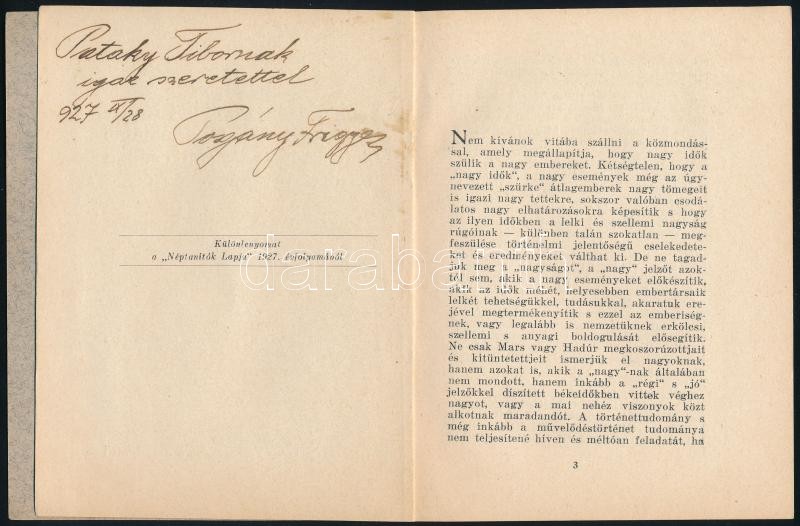 Pataky Tibornak
igaz szeretettel
927 IX/28
Pogány Frigyes
Különlenyomat
a „Néptanítók Lapja" 1927. évfolyamából
Nem kívánok vitába szállni a közmondás-
sal, amely megállapítja, hogy nagy idők
szülik a nagy embereket. Kétségtelen, hogy a
„nagy idők", a nagy események még az úgy-
nevezett „szürke" átlagemberek nagy tömegeit
is igazi nagy tettekre, sokszor valóban csodá-
latos nagy elhatározásokra képesítik s hogy
az ilyen időkben a lelki és szellemi nagyság
rúgóinak — különben talán szokatlan — meg-
feszülése történelmi jelentőségű cselekedete-
ket és eredményeket válthat ki. De ne tagad-
juk meg a „nagyságot", a „nagy" jelzőt azok-
tól sem, akik a nagy eseményeket előkészítik,
akik az idők méhét, helyesebben embertársaik
lelkét tehetségükkel, tudásukkal, akaratuk ere-
jével megtermékenyítik s ezzel az emberiség-
nek, vagy legalább is nemzetüknek erkölcsi,
szellemi s anyagi boldogulását elősegítik.
Ne csak Mars vagy Hadúr megkoszorúzottjait
és kitüntetettjeit ismerjük el nagyoknak,
hanem azokat is, akik a „nagy"-nak általában
nem mondott, hanem inkább a „régi" s „jó"
jelzőkkel díszített békeidőkben vittek véghez
nagyot, vagy a mai nehéz viszonyok közt
alkotnak maradandót. A történettudomány s
még inkább a művelődéstörténet tudománya
nem teljesítené híven és méltóan feladatát, ha
3
darabanth